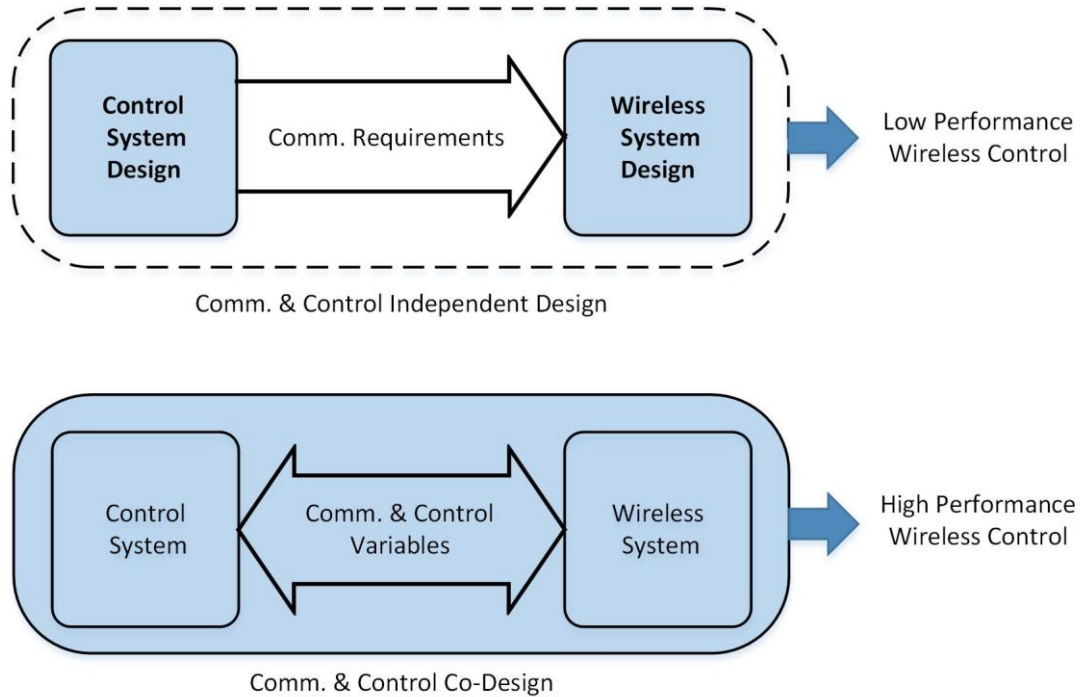 Control
System
Design
Comm. Requirements
Wireless
System
Design
Low Performance
Wireless Control
Comm. & Control Independent Design
Control
System
Comm. & Control
Variables
Wireless
System
High Performance
Wireless Control
Comm. & Control Co-Design